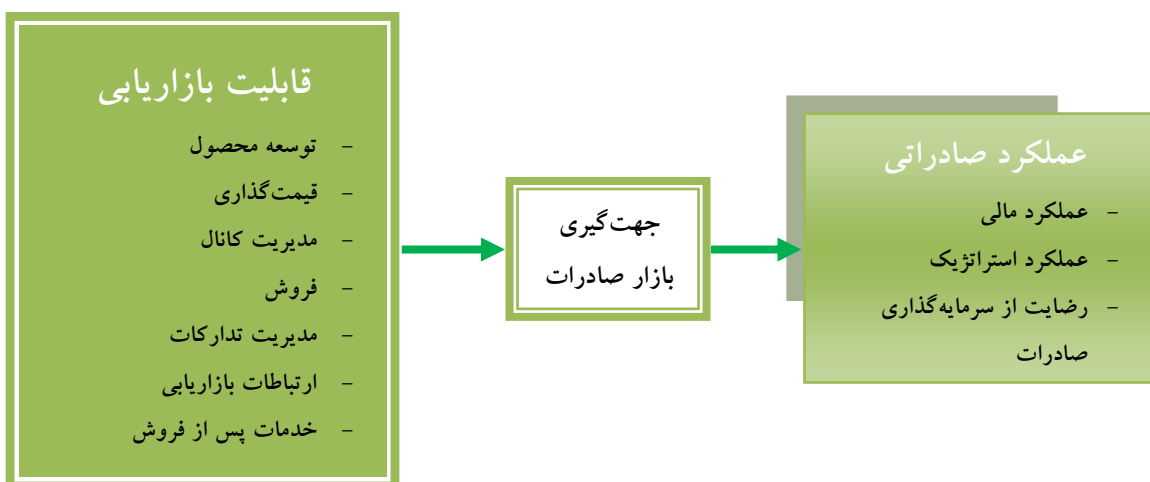 قابلیت بازاریابی
- توسعه محصول
- قیمت‌گذاری
- مدیریت کانال
- فروش
- مدیریت تدارکات
- ارتباطات بازاریابی
- خدمات پس از فروش
جهت‌گیری
بازار صادرات
عملکرد صادراتی
- عملکرد مالی
- عملکرد استراتژیک
- رضایت از سرمایه‌گذاری
صادرات